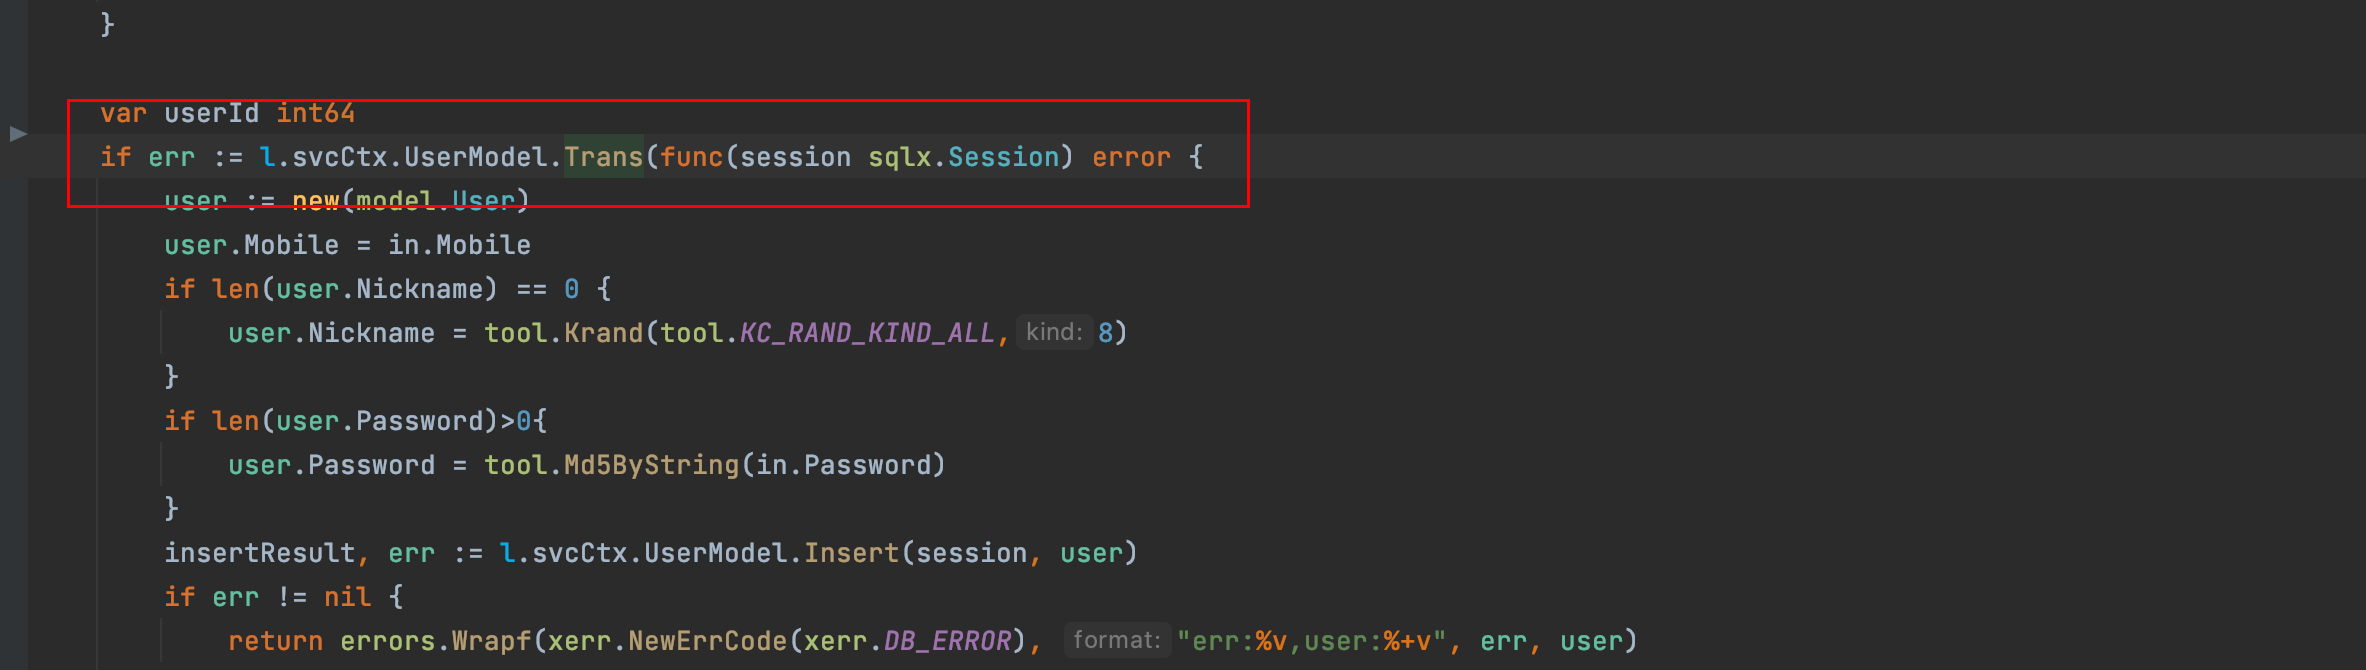 }
var userId int64
if err := l.svcCtx.UserModel.Trans(func(session sqlx.Session) error {
user := new(model.User)
user.Mobile = in.Mobile
if len(user.Nickname) == 0 {
user.Nickname = tool.Krand(tool.KC_RAND_KIND_ALL, kind: 8)
}
if len(user.Password)>0{
user.Password = tool.Md5ByString(in.Password)
}
insertResult, err := l.svcCtx.UserModel.Insert(session, user)
if err != nil {
return errors.Wrapf(xerr.NewErrCode(xerr.DB_ERROR), format: "err:%v,user:%+v", err, user)